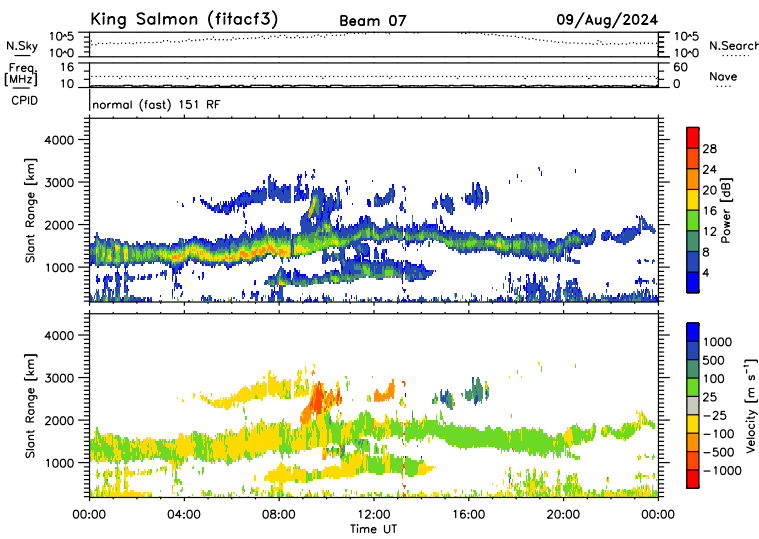 King Salmon (fitacf3) Beam 07 09/Aug/2024
N.Sky 10^5 10^0 10^5 10^0 N.Search
Freq. [MHz] 16 10 60 0 Nave
CPID normal (fast) 151 RF
Slant Range [km] 4000 3000 2000 1000
28 24 20 16 12 8 4 Power [dB]
Slant Range [km] 4000 3000 2000 1000
1000 500 100 25 −25 −100 −500 −1000 Velocity [m s⁻¹]
00:00 04:00 08:00 12:00 16:00 20:00 00:00
Time UT